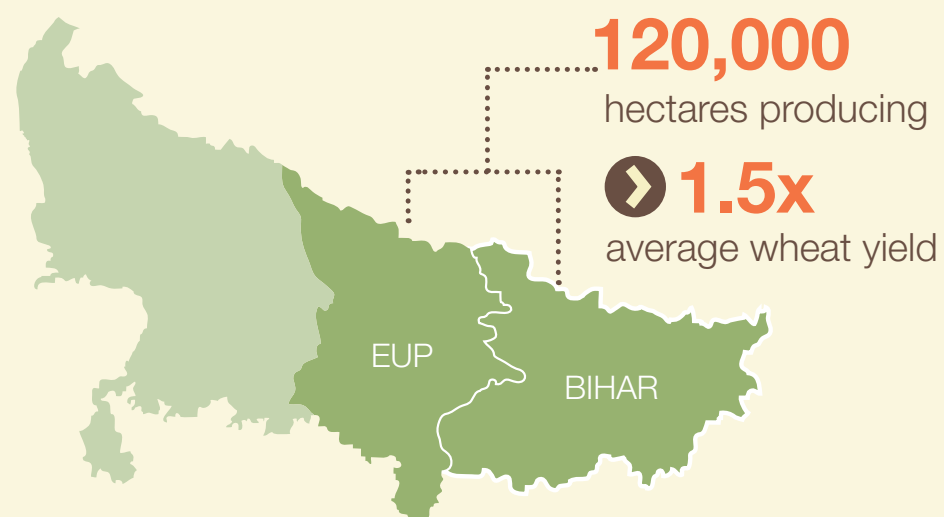 120,000
hectares producing
> 1.5x
average wheat yield
EUP
BIHAR